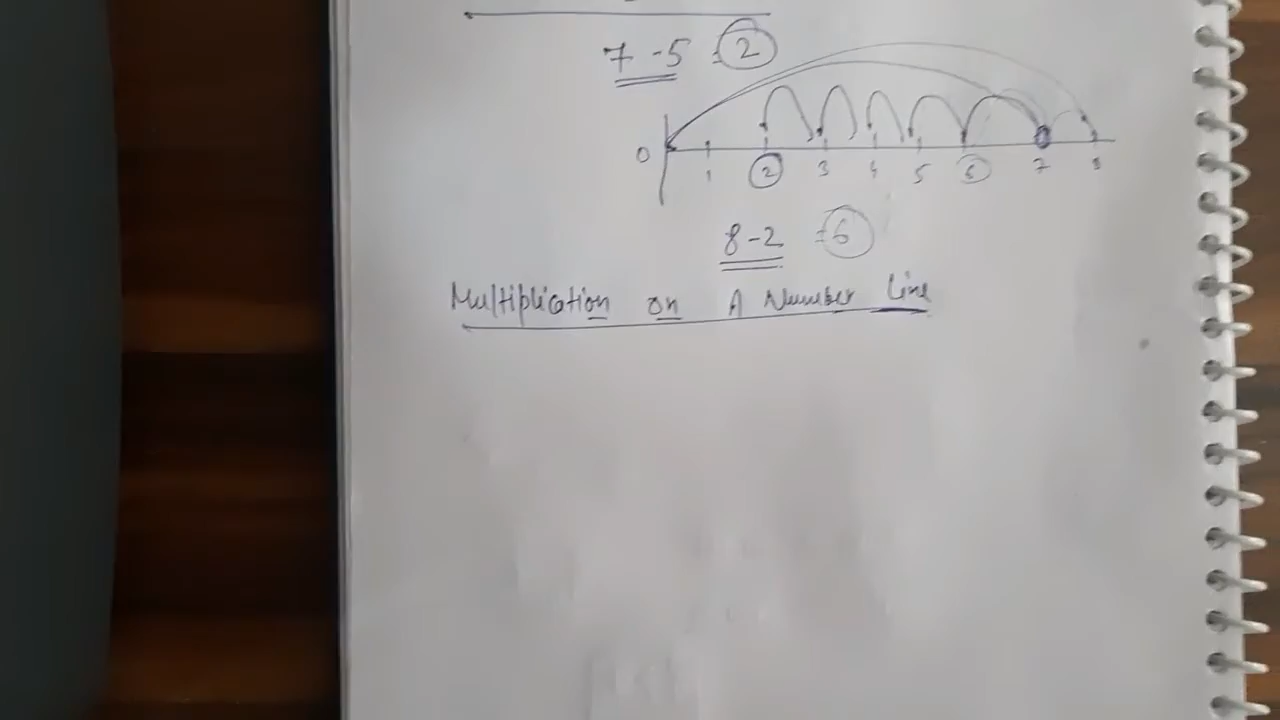 7 - 5 = 2
0 1 2 3 4 5 6 7 8
8 - 2 = 6
Multiplication on A Number Line